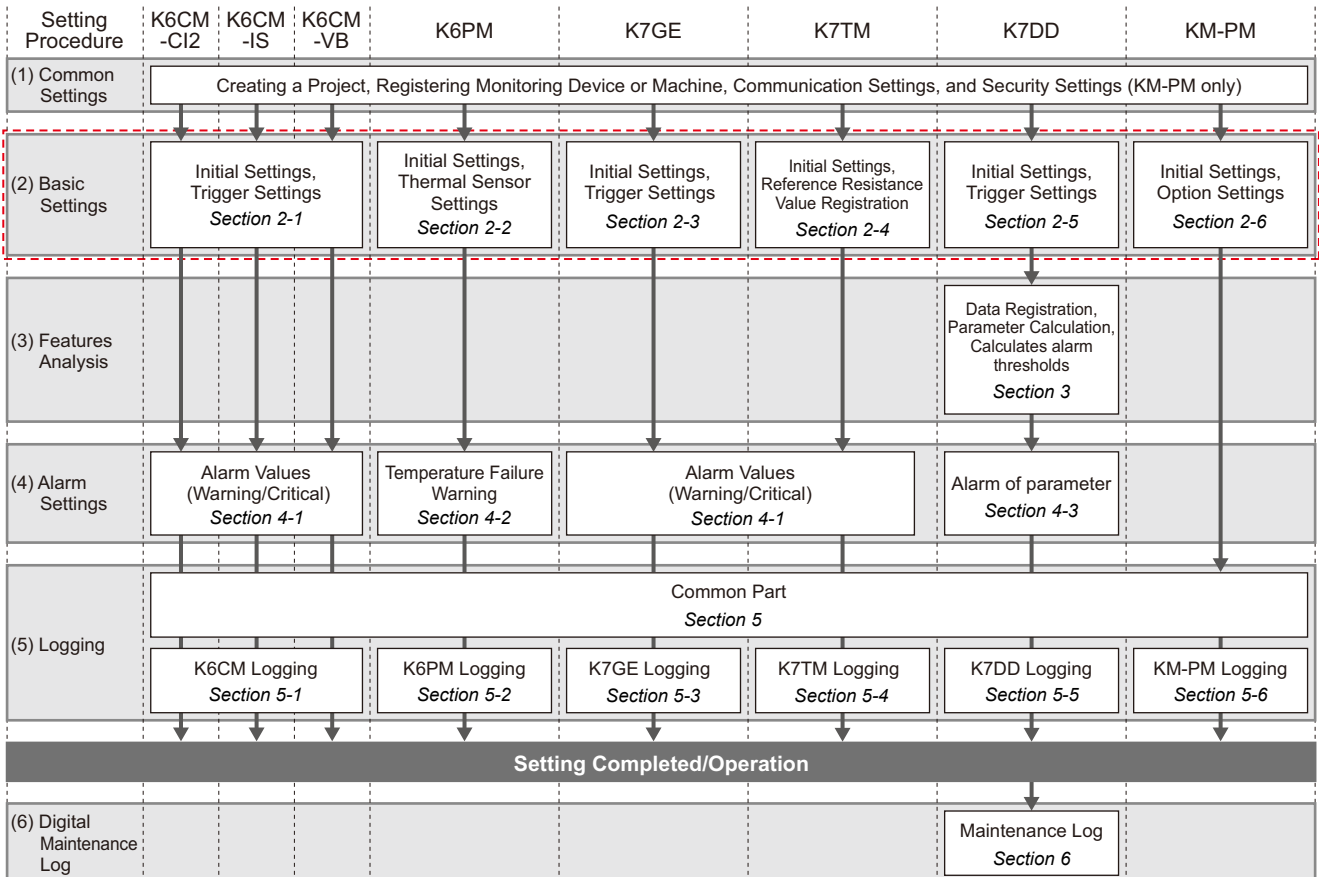 Setting
Procedure
K6CM
-CI2
K6CM
-IS
K6CM
-VB
K6PM
K7GE
K7TM
K7DD
KM-PM
(1) Common
Settings
Creating a Project, Registering Monitoring Device or Machine, Communication Settings, and Security Settings (KM-PM only)
(2) Basic
Settings
Initial Settings,
Trigger Settings
Section 2-1
Initial Settings,
Thermal Sensor
Settings
Section 2-2
Initial Settings,
Trigger Settings
Section 2-3
Initial Settings,
Reference Resistance
Value Registration
Section 2-4
Initial Settings,
Trigger Settings
Section 2-5
Initial Settings,
Option Settings
Section 2-6
(3) Features
Analysis
Data Registration,
Parameter Calculation,
Calculates alarm
thresholds
Section 3
(4) Alarm
Settings
Alarm Values
(Warning/Critical)
Section 4-1
Temperature Failure
Warning
Section 4-2
Alarm Values
(Warning/Critical)
Section 4-1
Alarm of parameter
Section 4-3
(5) Logging
Common Part
Section 5
K6CM Logging
Section 5-1
K6PM Logging
Section 5-2
K7GE Logging
Section 5-3
K7TM Logging
Section 5-4
K7DD Logging
Section 5-5
KM-PM Logging
Section 5-6
Setting Completed/Operation
(6) Digital
Maintenance
Log
Maintenance Log
Section 6